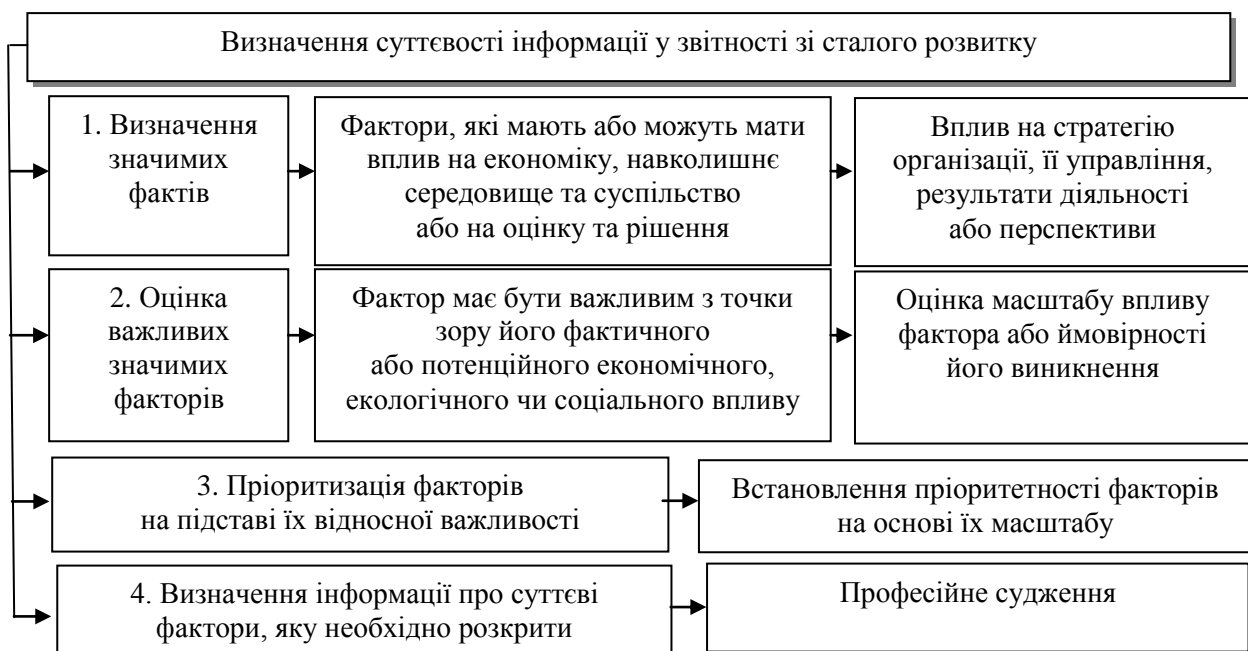 Визначення суттєвості інформації у звітності зі сталого розвитку
1. Визначення
значимих
фактів
Фактори, які мають або можуть мати
вплив на економіку, навколишнє
середовище та суспільство
або на оцінку та рішення
Вплив на стратегію
організації, її управління,
результати діяльності
або перспективи
2. Оцінка
важливих
значимих
факторів
Фактор має бути важливим з точки
зору його фактичного
або потенційного економічного,
екологічного чи соціального впливу
Оцінка масштабу впливу
фактора або ймовірності
його виникнення
3. Пріоритизація факторів
на підставі їх відносної важливості
Встановлення пріоритетності факторів
на основі їх масштабу
4. Визначення інформації про суттєві
фактори, яку необхідно розкрити
Професійне судження